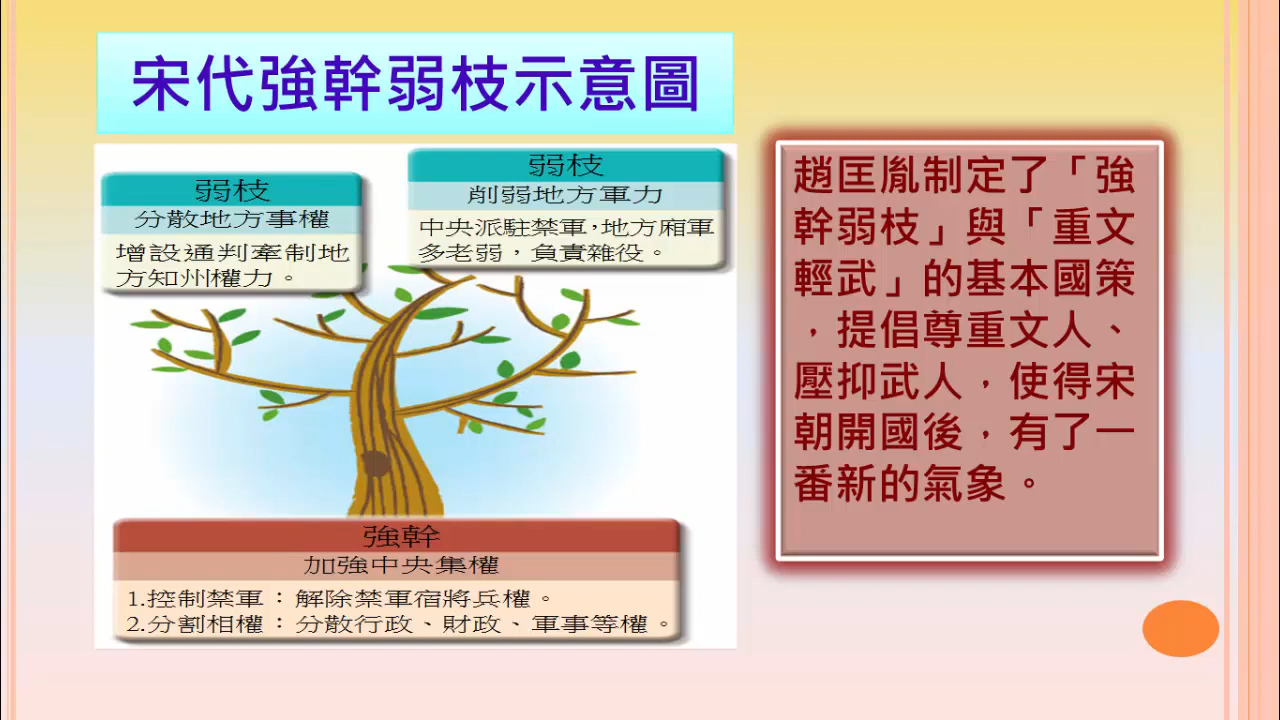 宋代強幹弱枝示意圖
弱枝
分散地方事權
增設通判牽制地
方知州權力。
弱枝
削弱地方軍力
中央派駐禁軍,地方廂軍
多老弱，負責雜役。
強幹
加強中央集權
1.控制禁軍：解除禁軍宿將兵權。
2.分割相權：分散行政、財政、軍事等權。
趙匡胤制定了「強
幹弱枝」與「重文
輕武」的基本國策
，提倡尊重文人、
壓抑武人，使得宋
朝開國後，有了一
番新的氣象。